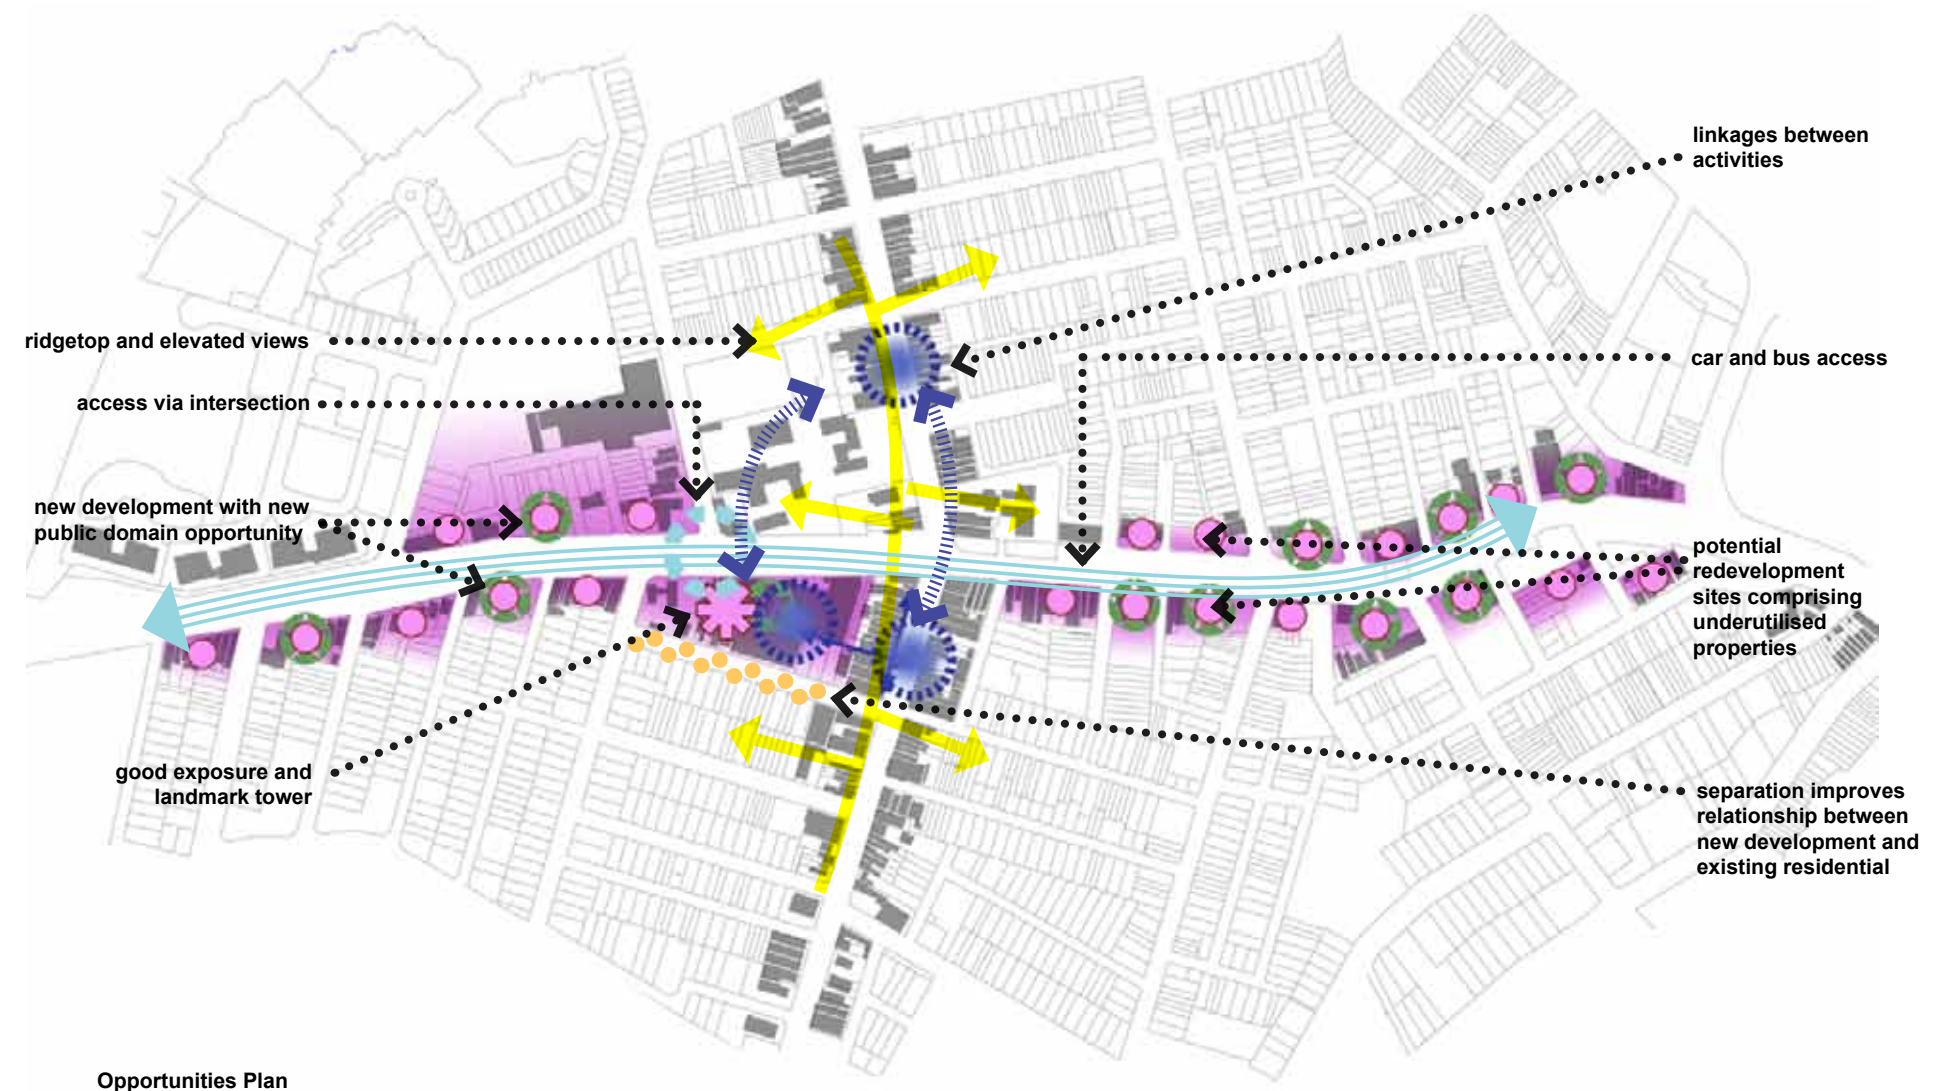 linkages between
activities
ridgetop and elevated views
car and bus access
access via intersection
new development with new
public domain opportunity
potential
redevelopment
sites comprising
underutilised
properties
good exposure and
landmark tower
separation improves
relationship between
new development and
existing residential
Opportunities Plan